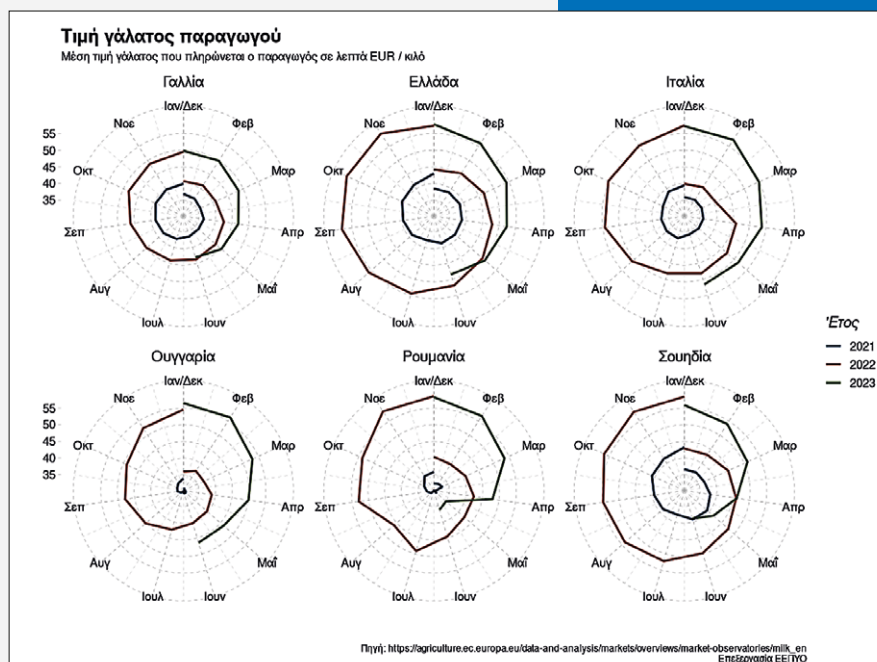 Τιμή γάλατος παραγωγού
Μέση τιμή γάλατος που πληρώνεται ο παραγωγός σε λεπτά EUR / κιλό
Γαλλία
Ελλάδα
Ιταλία
Ιαν/Δεκ
Ιαν/Δεκ
Ιαν/Δεκ
Νοε
Φεβ
Νοε
Φεβ
Νοε
Φεβ
55
50
45
40
35
Οκτ
Μαρ
Οκτ
Μαρ
Οκτ
Μαρ
Σεπ
Απρ
Σεπ
Απρ
Σεπ
Απρ
Αυγ
Μαΐ
Αυγ
Μαΐ
Αυγ
Μαΐ
Ιουλ
Ιουν
Ιουλ
Ιουν
Ιουλ
Ιουν
Έτος
2021
2022
2023
Ουγγαρία
Ρουμανία
Σουηδία
Ιαν/Δεκ
Ιαν/Δεκ
Ιαν/Δεκ
Νοε
Φεβ
Νοε
Φεβ
Νοε
Φεβ
55
50
45
40
35
Οκτ
Μαρ
Οκτ
Μαρ
Οκτ
Μαρ
Σεπ
Απρ
Σεπ
Απρ
Σεπ
Απρ
Αυγ
Μαΐ
Αυγ
Μαΐ
Αυγ
Μαΐ
Ιουλ
Ιουν
Ιουλ
Ιουν
Ιουλ
Ιουν
Πηγή: https://agriculture.ec.europa.eu/data-and-analysis/markets/overviews/market-observatories/milk_en
Επεξεργασία ΕΕΠΥΟ